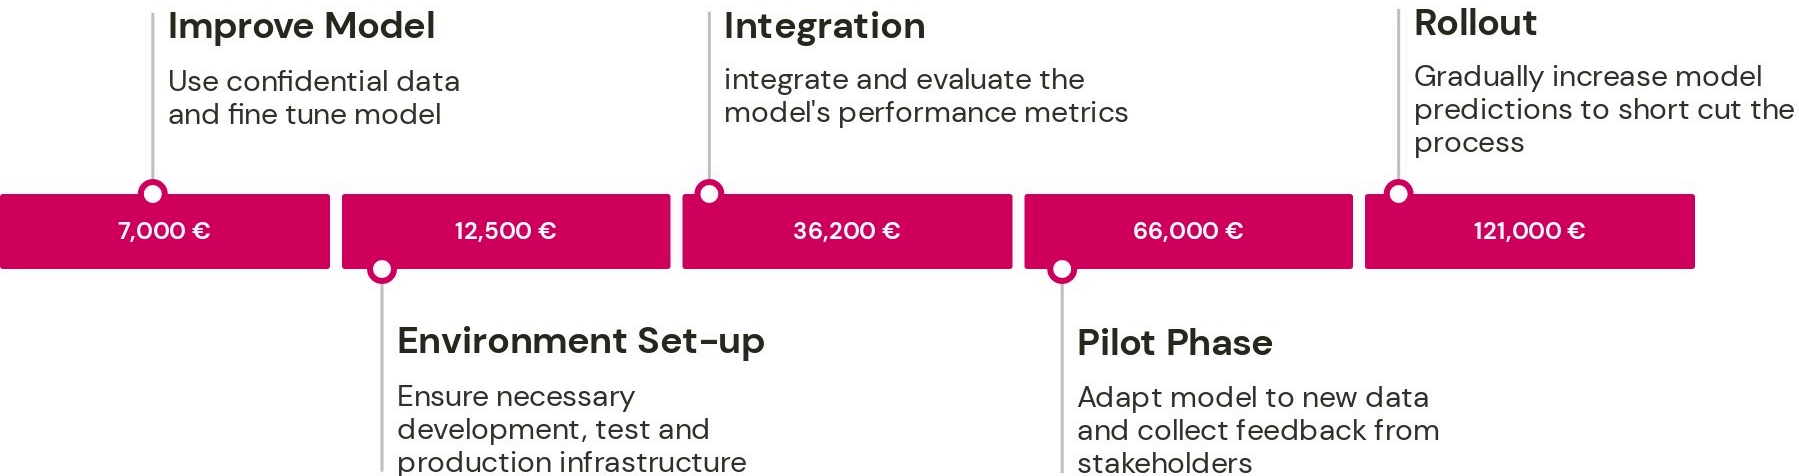 Improve Model
Use confidential data
and fine tune model
Integration
integrate and evaluate the
model's performance metrics
Rollout
Gradually increase model
predictions to short cut the
process
7,000 €
12,500 €
36,200 €
66,000 €
121,000 €
Environment Set-up
Ensure necessary
development, test and
production infrastructure
Pilot Phase
Adapt model to new data
and collect feedback from
stakeholders